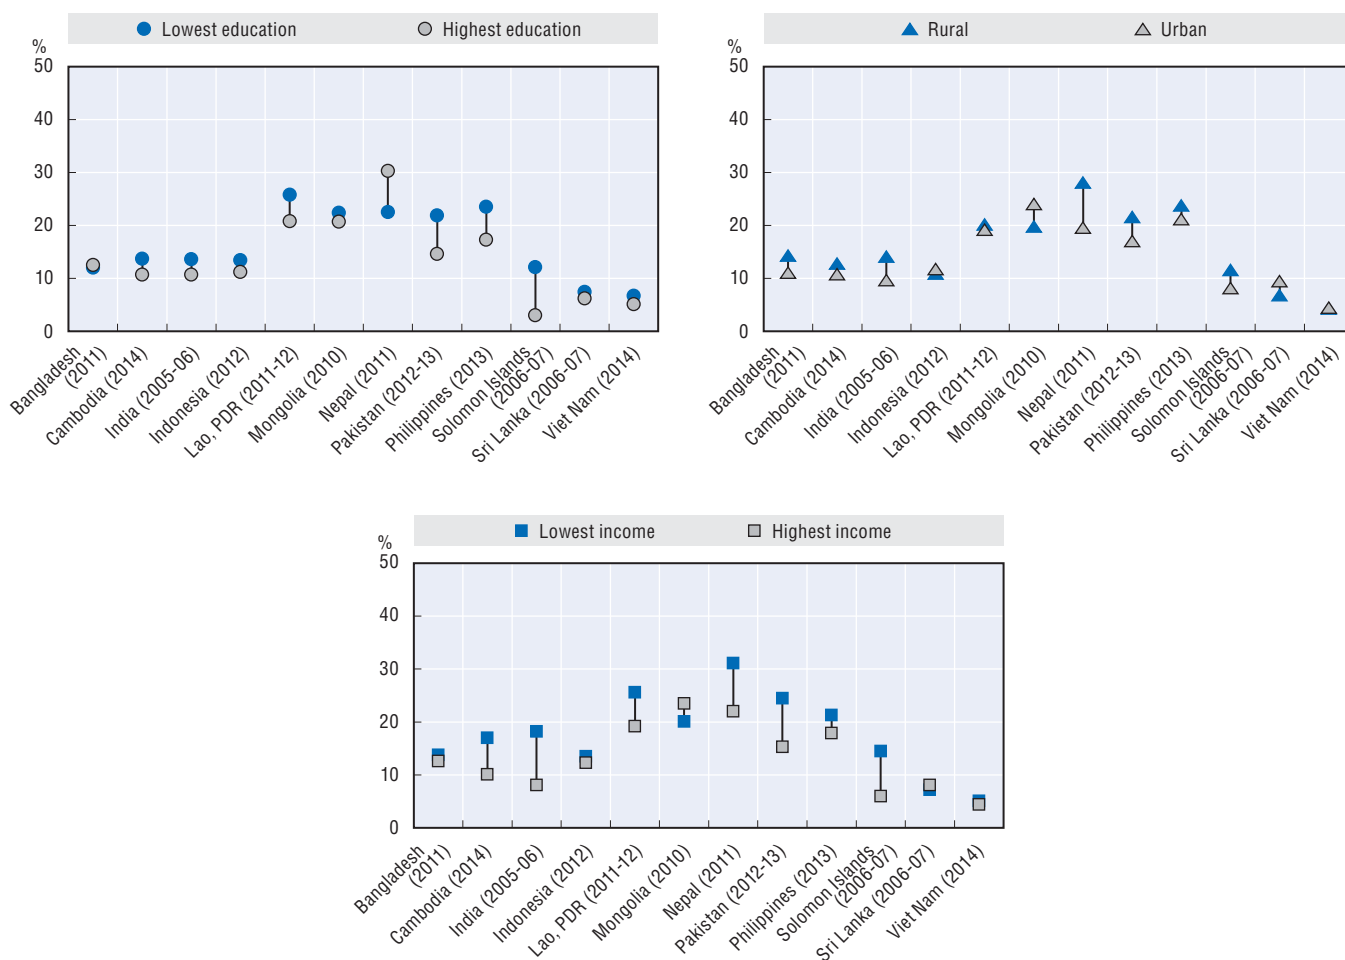 Lowest education Highest education
%
50
40
30
20
10
0
Bangladesh
(2011)
Cambodia (2014)
India (2005-06)
Indonesia (2012)
Lao, PDR (2011-12)
Mongolia (2010)
Nepal (2011)
Pakistan (2012-13)
Philippines (2013)
Solomon Islands
(2006-07)
Sri Lanka (2006-07)
Viet Nam (2014)
Rural Urban
%
50
40
30
20
10
0
Bangladesh
(2011)
Cambodia (2014)
India (2005-06)
Indonesia (2012)
Lao, PDR (2011-12)
Mongolia (2010)
Nepal (2011)
Pakistan (2012-13)
Philippines (2013)
Solomon Islands
(2006-07)
Sri Lanka (2006-07)
Viet Nam (2014)
Lowest income Highest income
%
50
40
30
20
10
0
Bangladesh
(2011)
Cambodia (2014)
India (2005-06)
Indonesia (2012)
Lao, PDR (2011-12)
Mongolia (2010)
Nepal (2011)
Pakistan (2012-13)
Philippines (2013)
Solomon Islands
(2006-07)
Sri Lanka (2006-07)
Viet Nam (2014)